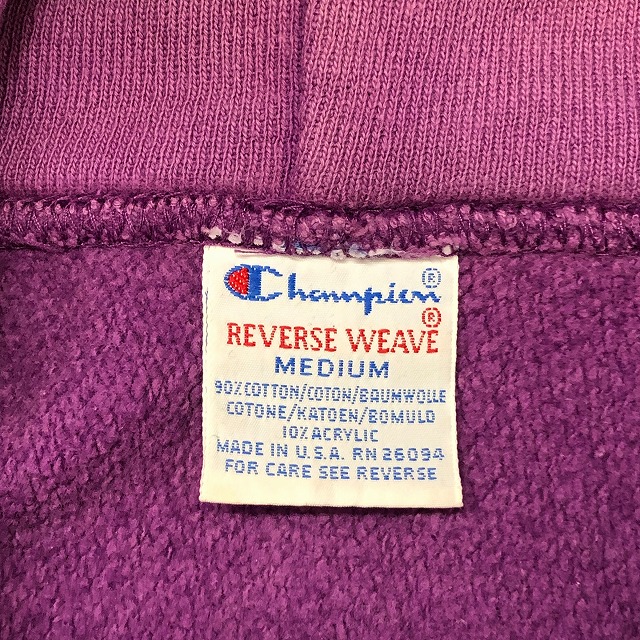 Champion®
REVERSE WEAVE®
MEDIUM
90% COTTON/COTON/BAUMWOLLE
COTONE/KATOEN/BOMULD
10% ACRYLIC
MADE IN U.S.A. RN 26094
FOR CARE SEE REVERSE